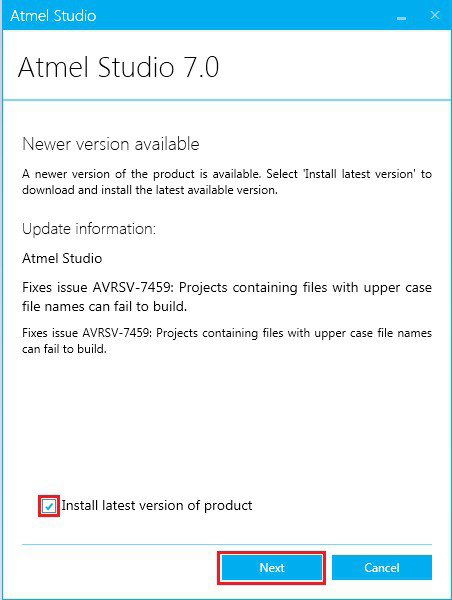 Atmel Studio
Atmel Studio 7.0
Newer version available
A newer version of the product is available. Select 'Install latest version' to
download and install the latest available version.
Update information:
Atmel Studio
Fixes issue AVRSV-7459: Projects containing files with upper case
file names can fail to build.
Fixes issue AVRSV-7459: Projects containing files with upper case file names
can fail to build.
Install latest version of product
Next
Cancel